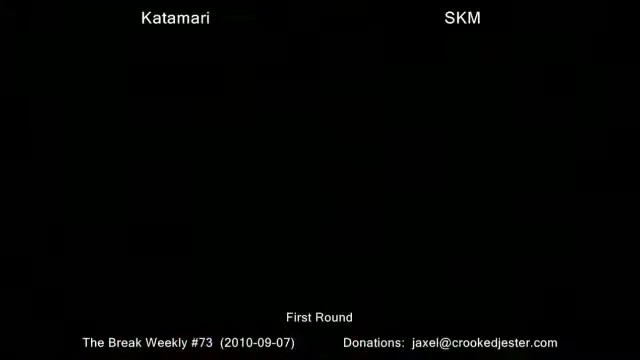 Katamari SKM
First Round
The Break Weekly #73 (2010-09-07) Donations: jaxel@crookedjester.com